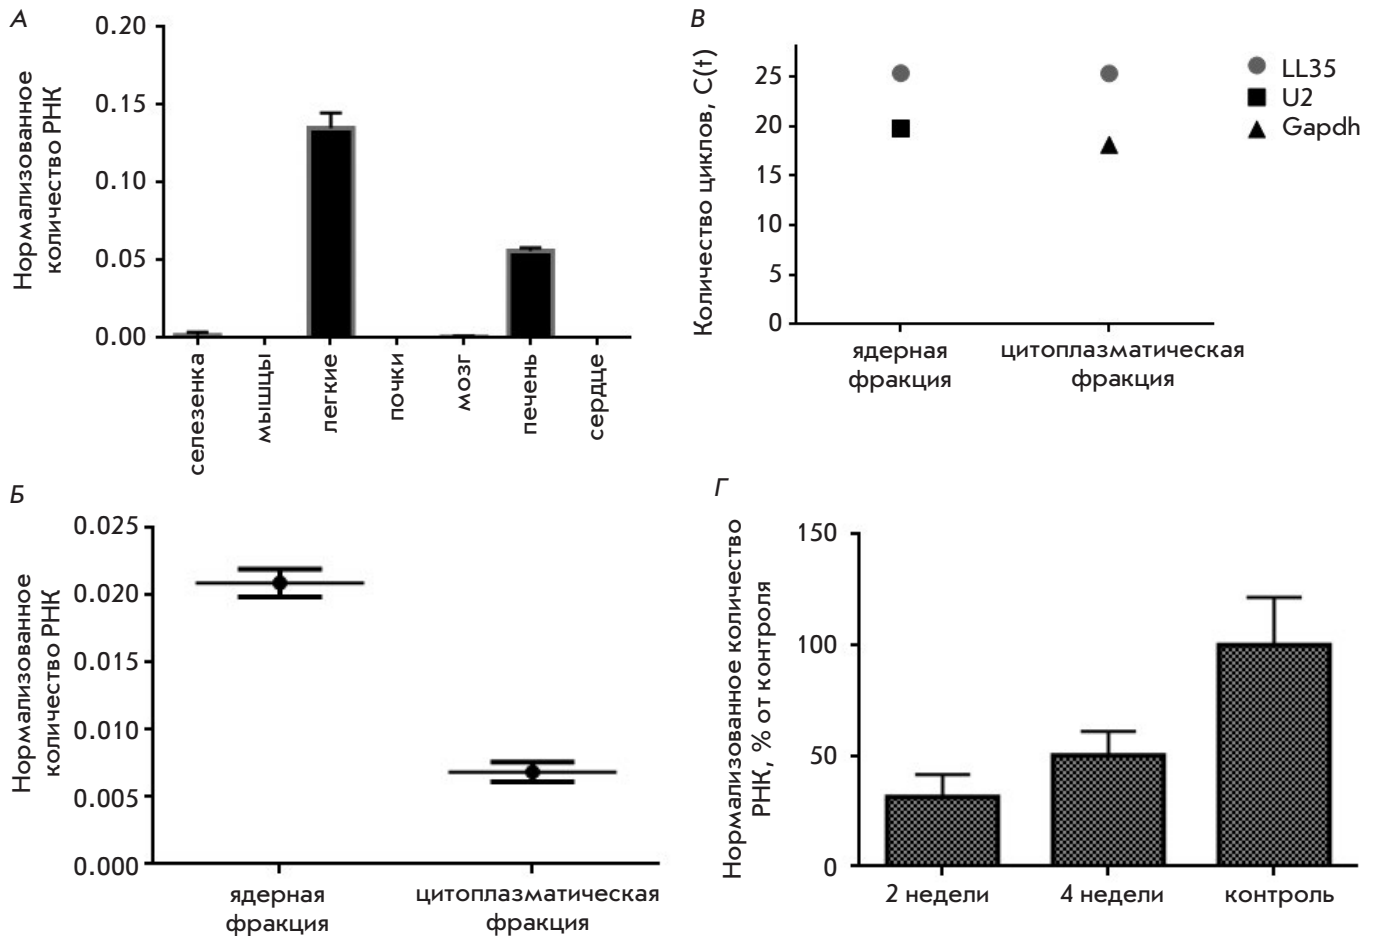 А
Нормализованное
количество РНК
0.20
0.15
0.10
0.05
0.00
селезенка
мышцы
легкие
почки
мозг
печень
сердце
В
Количество циклов, C(t)
25
20
15
10
5
0
ядерная
фракция
цитоплазматическая
фракция
LL35
U2
Gapdh
Б
Нормализованное
количество РНК
0.025
0.020
0.015
0.010
0.005
0.000
ядерная
фракция
цитоплазматическая
фракция
Г
Нормализованное количество
РНК, % от контроля
150
100
50
0
2 недели
4 недели
контроль